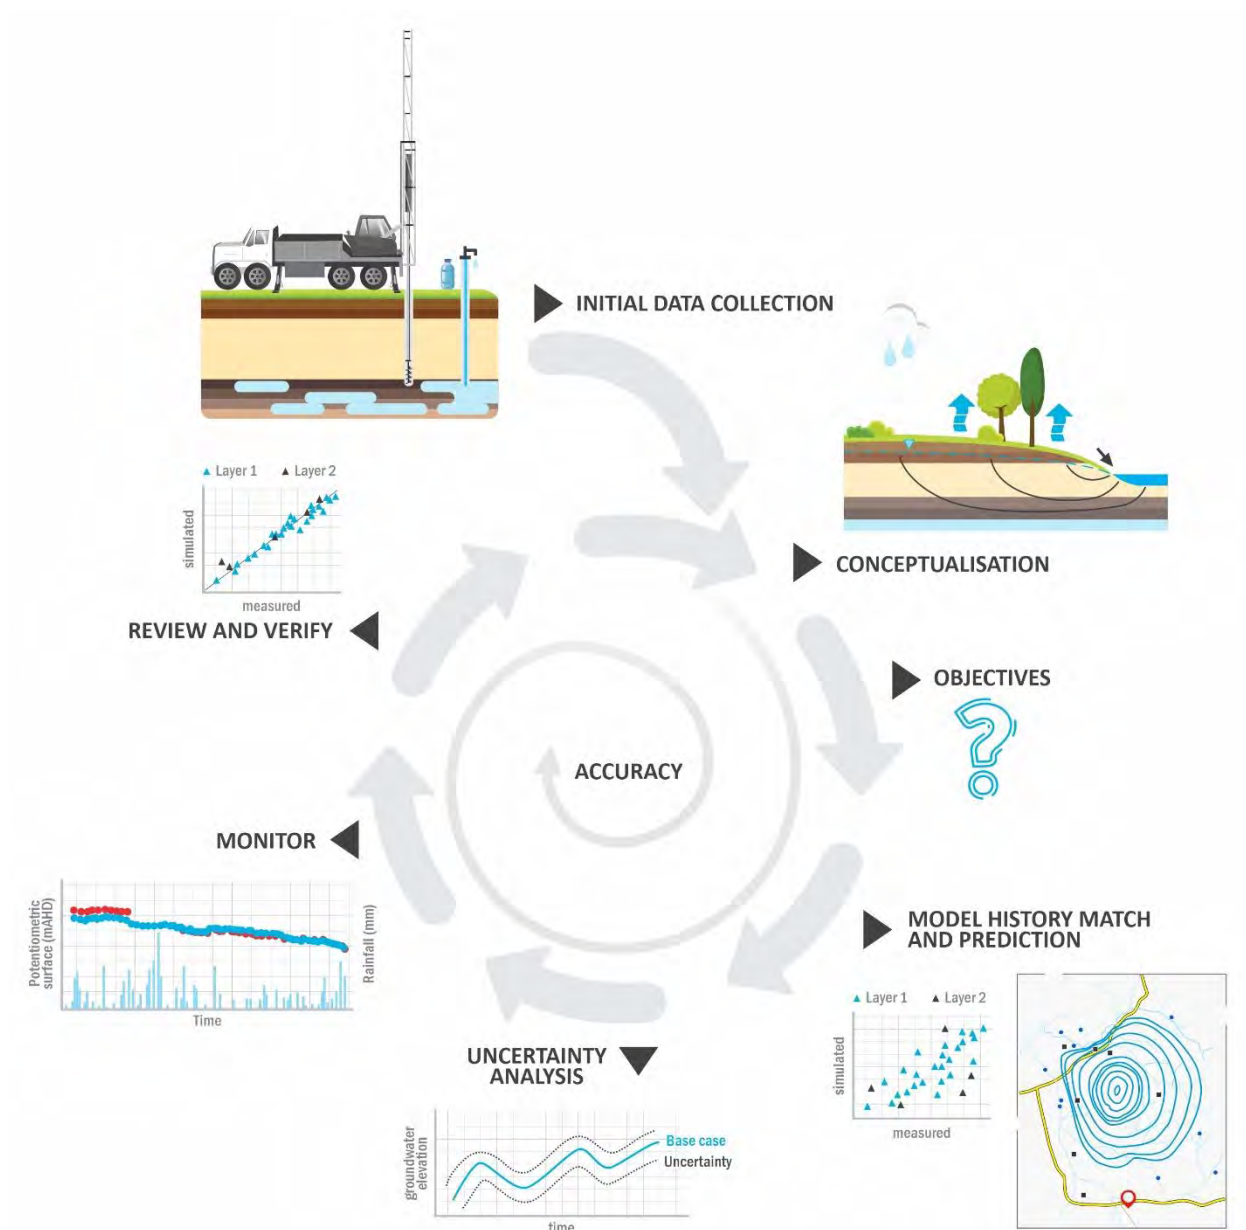 INITIAL DATA COLLECTION
Layer 1
Layer 2
simulated
measured
CONCEPTUALISATION
REVIEW AND VERIFY
OBJECTIVES
ACCURACY
MONITOR
Potentiometric
surface (mAHD)
Rainfall (mm)
Time
MODEL HISTORY MATCH
AND PREDICTION
Layer 1
Layer 2
simulated
measured
UNCERTAINTY
ANALYSIS
groundwater
elevation
Base case
Uncertainty
time